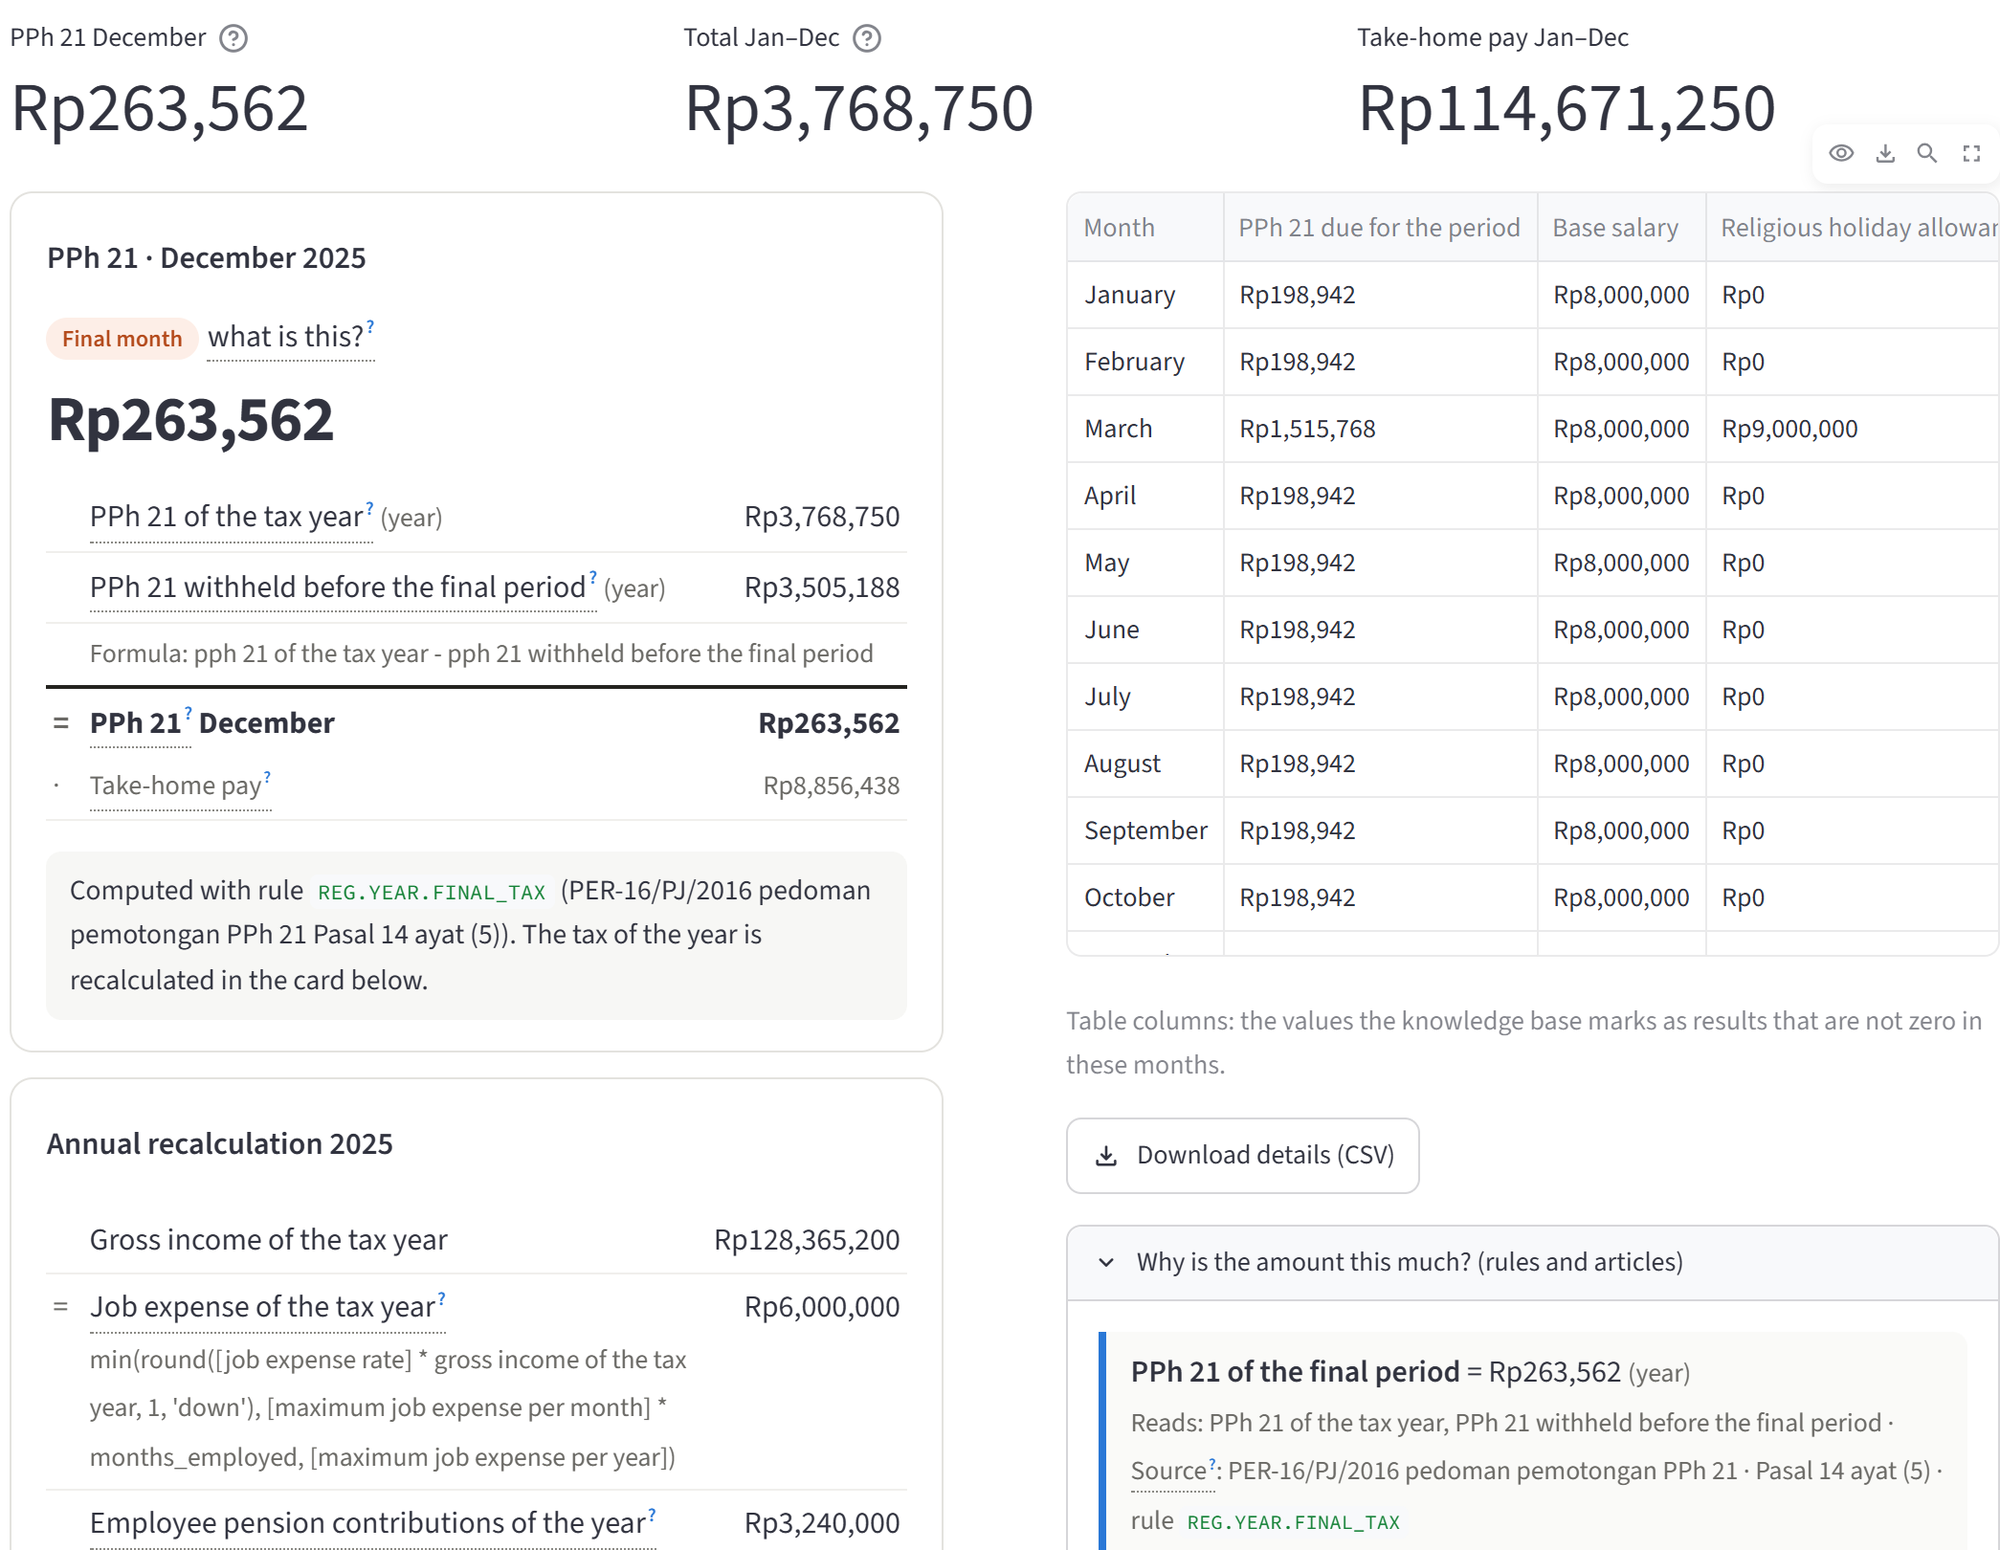 PPh 21 December ?
Rp263,562
Total Jan–Dec ?
Rp3,768,750
Take-home pay Jan–Dec
Rp114,671,250
PPh 21 · December 2025
Final month what is this??
Rp263,562
PPh 21 of the tax year? (year) Rp3,768,750
PPh 21 withheld before the final period? (year) Rp3,505,188
Formula: pph 21 of the tax year - pph 21 withheld before the final period
= PPh 21? December Rp263,562
· Take-home pay? Rp8,856,438
Computed with rule REG.YEAR.FINAL_TAX (PER-16/PJ/2016 pedoman
pemotongan PPh 21 Pasal 14 ayat (5)). The tax of the year is
recalculated in the card below.
Annual recalculation 2025
Gross income of the tax year Rp128,365,200
= Job expense of the tax year? Rp6,000,000
min(round([job expense rate] * gross income of the tax
year, 1, 'down'), [maximum job expense per month] *
months_employed, [maximum job expense per year])
Employee pension contributions of the year? Rp3,240,000
Month PPh 21 due for the period Base salary Religious holiday allowar
January Rp198,942 Rp8,000,000 Rp0
February Rp198,942 Rp8,000,000 Rp0
March Rp1,515,768 Rp8,000,000 Rp9,000,000
April Rp198,942 Rp8,000,000 Rp0
May Rp198,942 Rp8,000,000 Rp0
June Rp198,942 Rp8,000,000 Rp0
July Rp198,942 Rp8,000,000 Rp0
August Rp198,942 Rp8,000,000 Rp0
September Rp198,942 Rp8,000,000 Rp0
October Rp198,942 Rp8,000,000 Rp0
Table columns: the values the knowledge base marks as results that are not zero in
these months.
Download details (CSV)
Why is the amount this much? (rules and articles)
PPh 21 of the final period = Rp263,562 (year)
Reads: PPh 21 of the tax year, PPh 21 withheld before the final period ·
Source?: PER-16/PJ/2016 pedoman pemotongan PPh 21 · Pasal 14 ayat (5) ·
rule REG.YEAR.FINAL_TAX